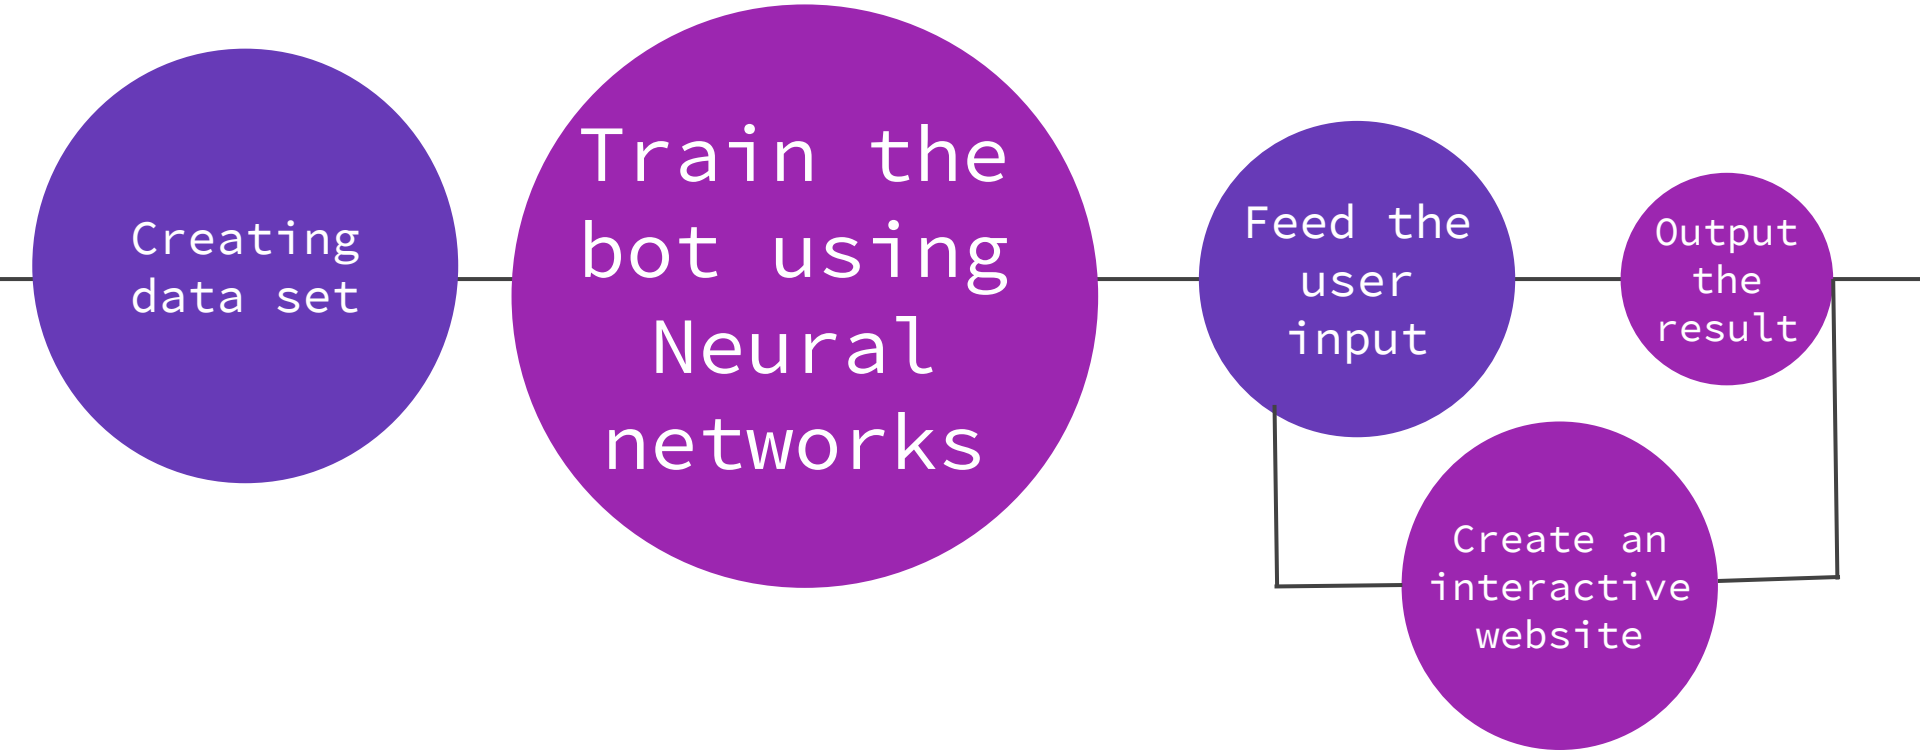 Creating
data set
Train the
bot using
Neural
networks
Feed the
user
input
Output
the
result
Create an
interactive
website